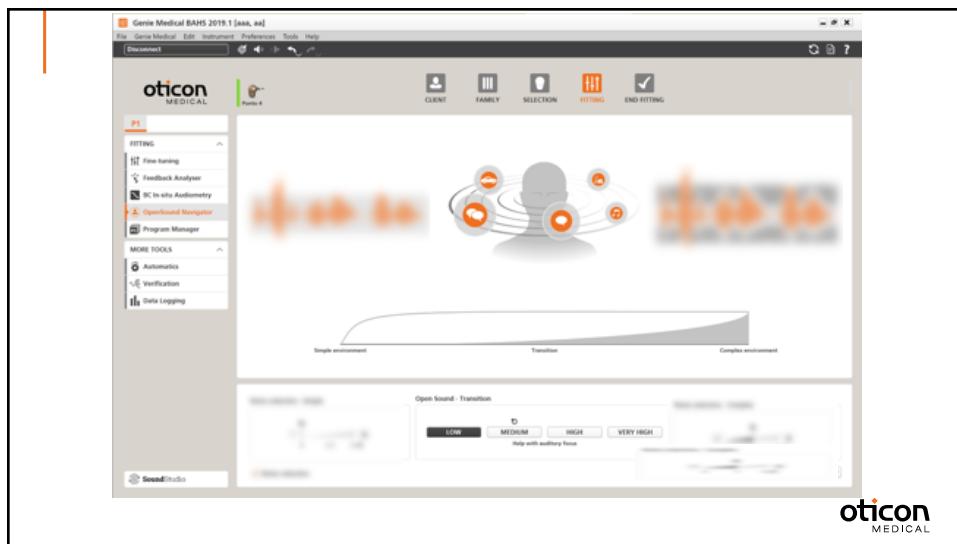 Genie Medical BAHS 2019.1 [aaa, aa]
File Genie Medical Edit Instrument Preferences Tools Help
Disconnect
?
oticon
MEDICAL
Ponto 4
CLIENT FAMILY SELECTION FITTING END FITTING
P1
FITTING
Fine-tuning
Feedback Analyser
BC In-situ Audiometry
OpenSound Navigator
Program Manager
MORE TOOLS
Automatics
Verification
Data Logging
Simple environment Transition Complex environment
Open Sound - Transition
LOW MEDIUM HIGH VERY HIGH
Help with auditory focus
SoundStudio
oticon
MEDICAL